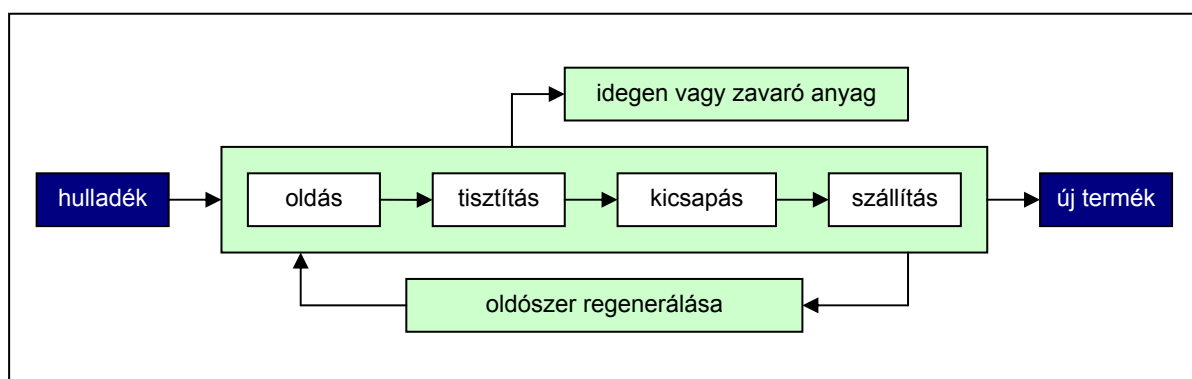 idegen vagy zavaró anyag
hulladék
oldás
tisztítás
kicsapás
szállítás
új termék
oldószer regenerálása